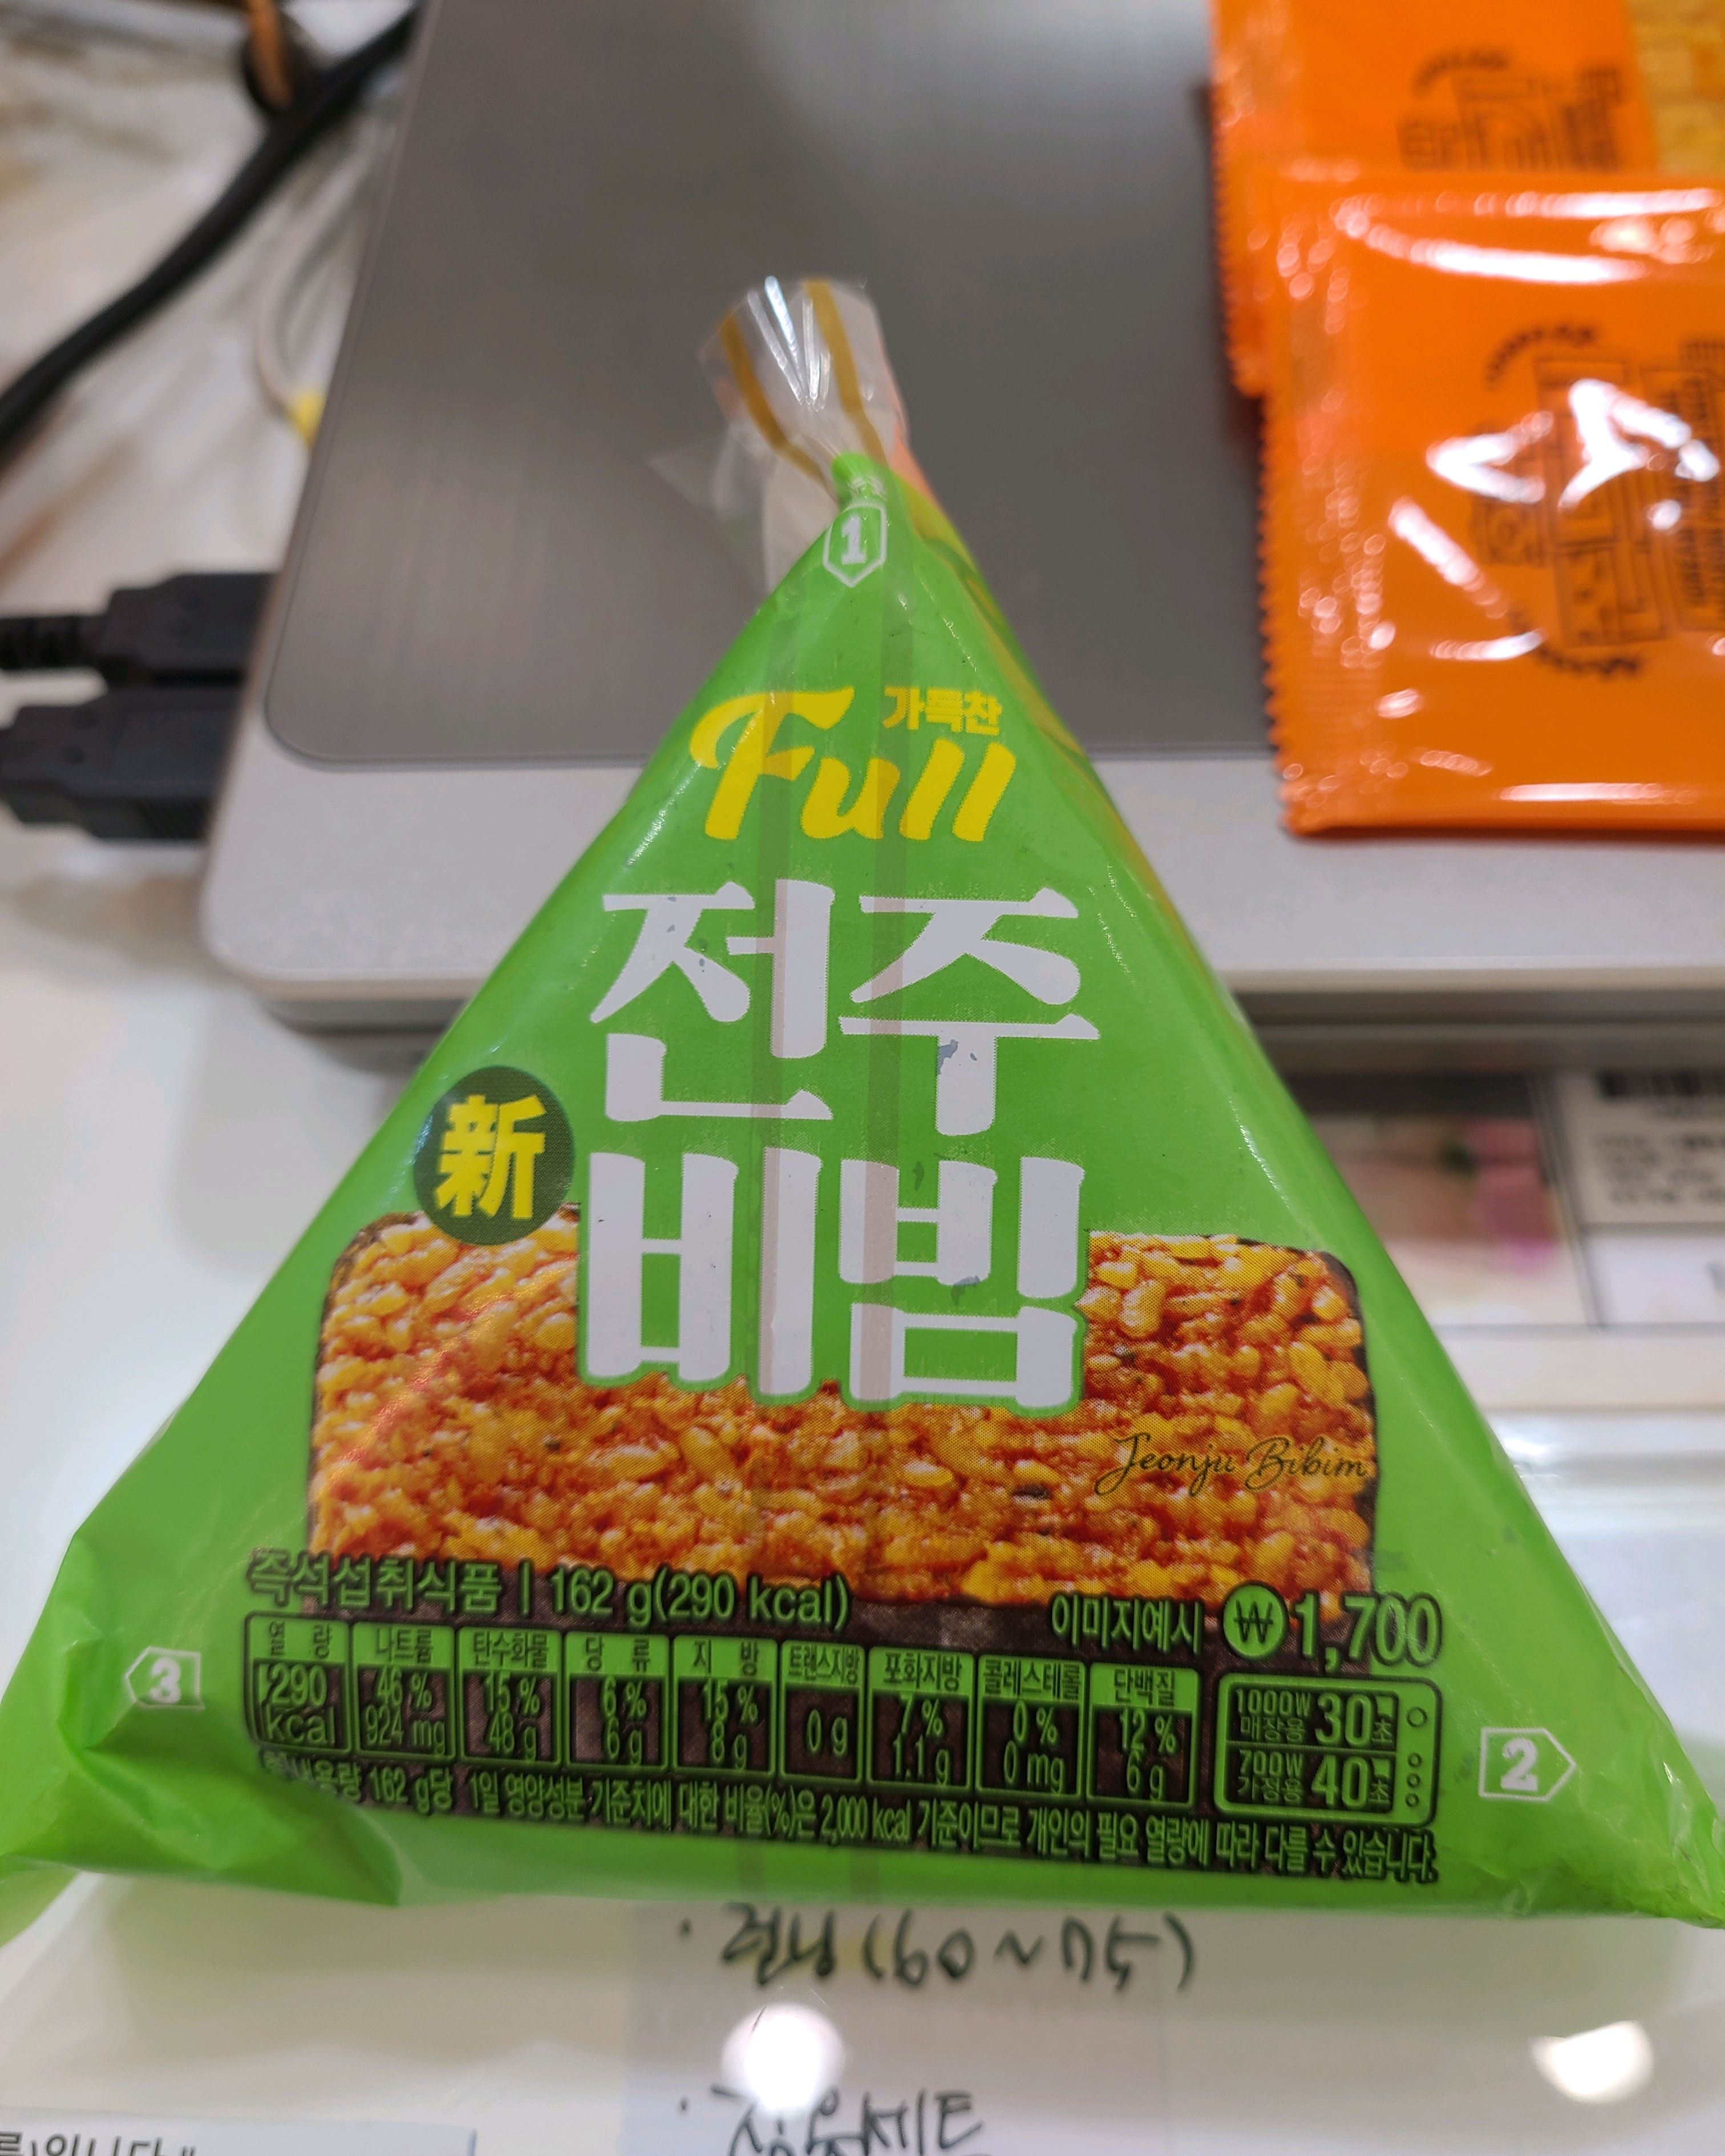 1
가득찬
Full
전주
비빔
新
Jeonju Bibim
즉석섭취식품 | 162 g(290 kcal)
이미지예시 ₩1,700
열량 나트륨 탄수화물 당류 지방 트랜스지방 포화지방 콜레스테롤 단백질
290 kcal 46 % 924 mg 15 % 48 g 6 % 6 g 15 % 8 g 0 g 7 % 1.1 g 0 % 0 mg 12 % 6 g
1000W 매장용 30초
700W 가정용 40초
3
2
총 내용량 162 g당 1일 영양성분 기준치에 대한 비율(%)은 2,000 kcal 기준이므로 개인의 필요 열량에 따라 다를 수 있습니다.